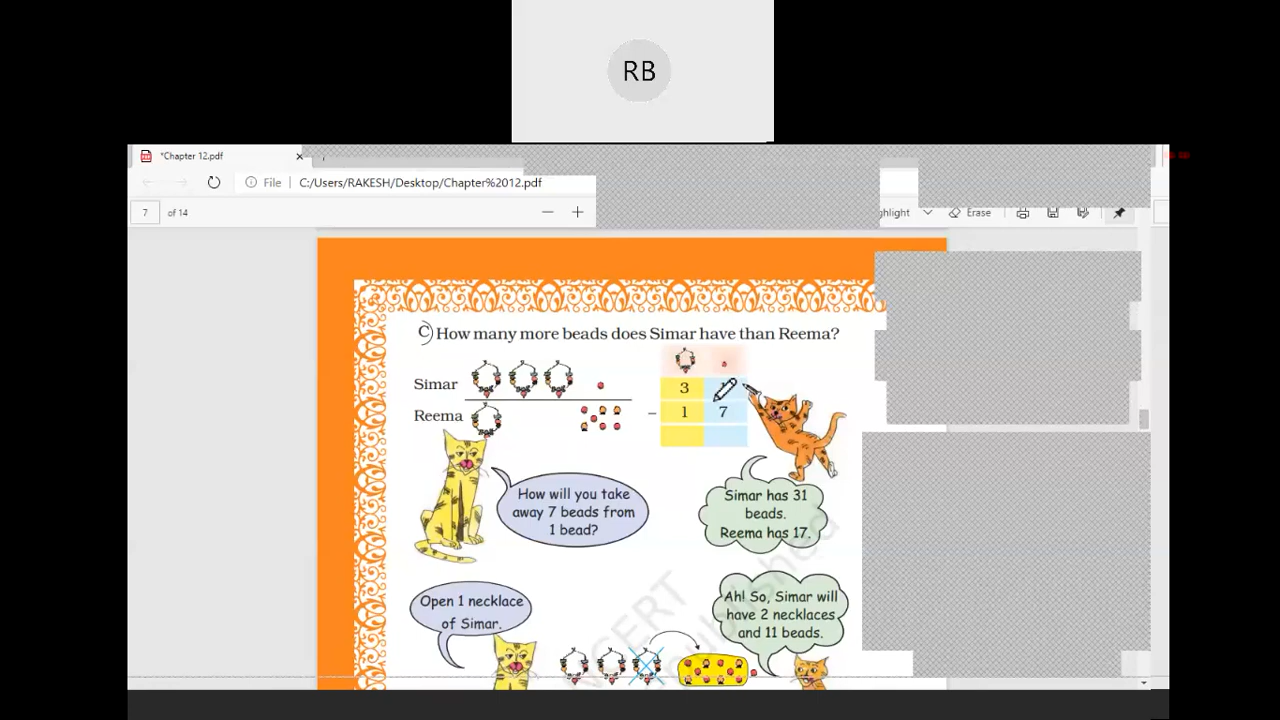 RB
*Chapter 12.pdf
File C:/Users/RAKESH/Desktop/Chapter%2012.pdf
7 of 14
ghlight Erase
C) How many more beads does Simar have than Reema?
Simar
3
Reema
– 1 7
How will you take
away 7 beads from
1 bead?
Simar has 31
beads.
Reema has 17.
Open 1 necklace
of Simar.
Ah! So, Simar will
have 2 necklaces
and 11 beads.
NCERT
published